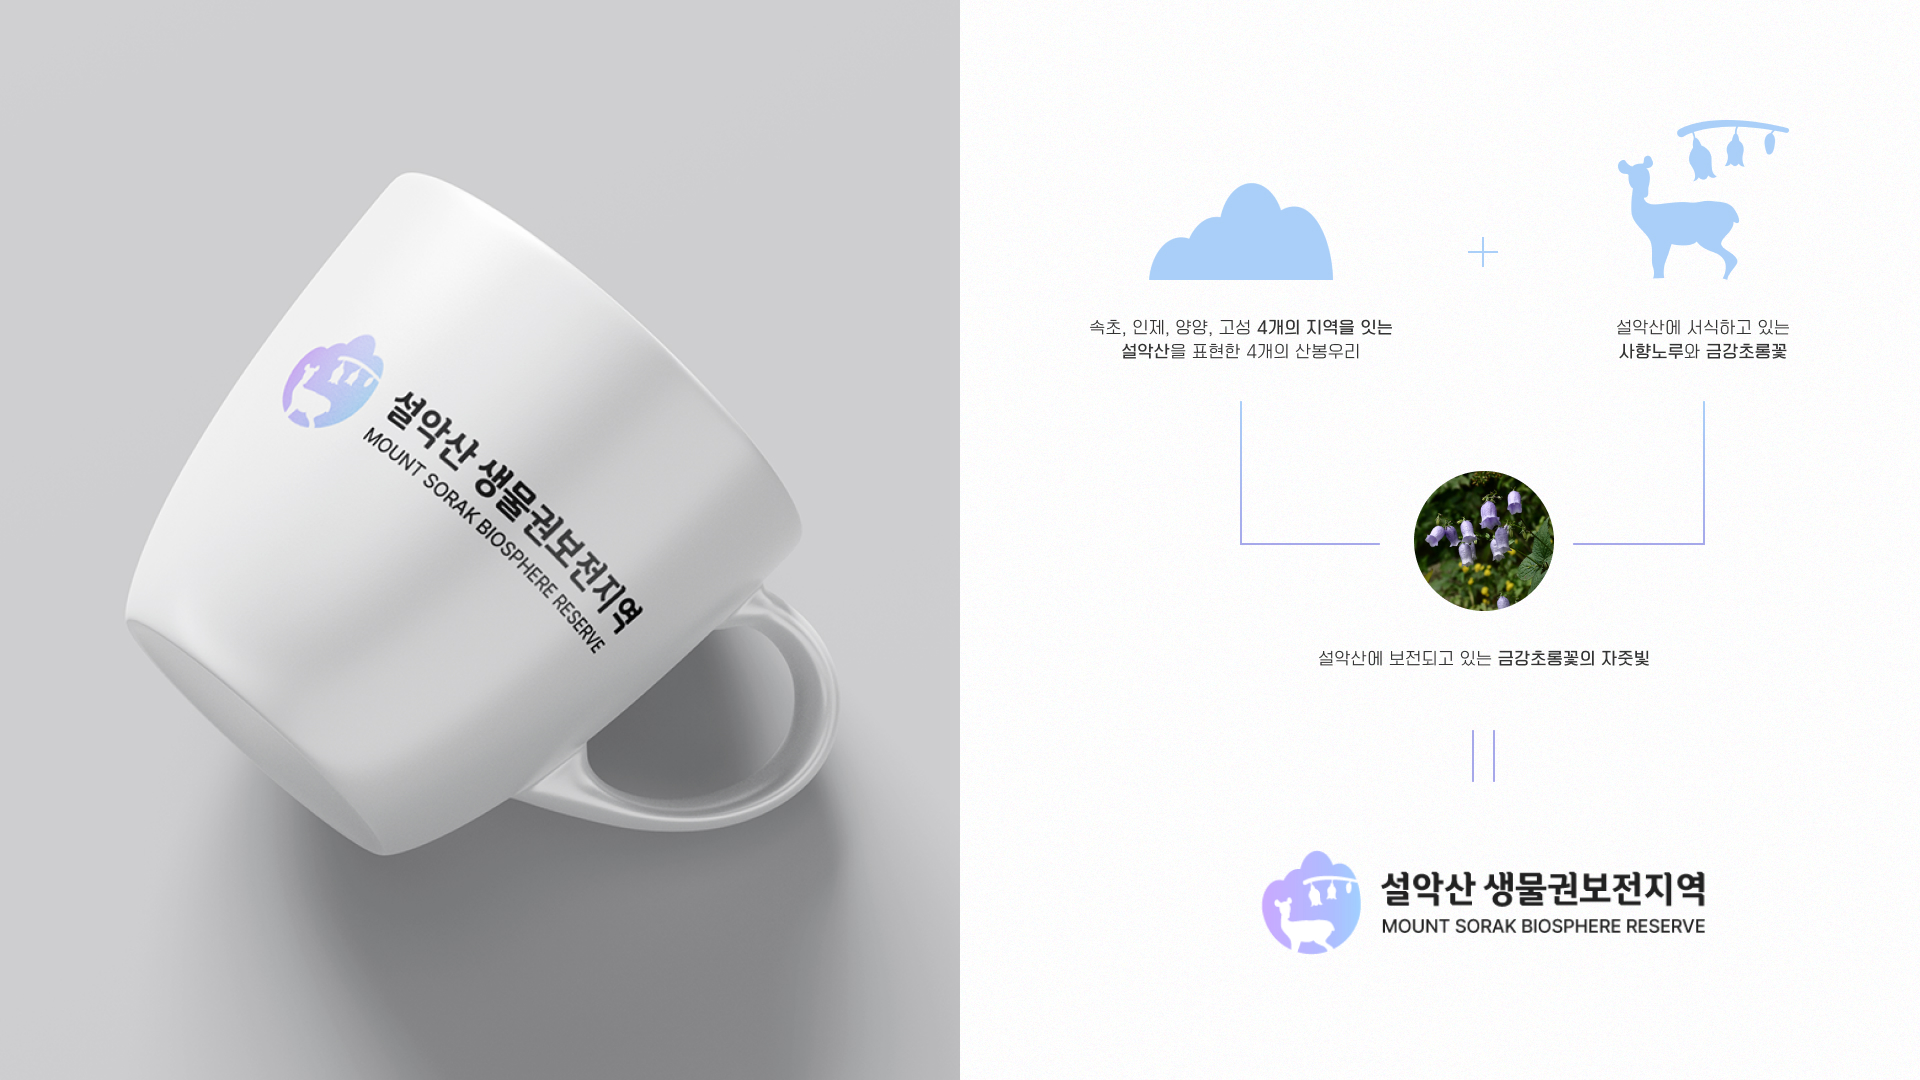 설악산 생물권보전지역
MOUNT SORAK BIOSPHERE RESERVE
속초, 인제, 양양, 고성 4개의 지역을 잇는
설악산을 표현한 4개의 산봉우리
설악산에 서식하고 있는
사향노루와 금강초롱꽃
설악산에 보전되고 있는 금강초롱꽃의 자줏빛
설악산 생물권보전지역
MOUNT SORAK BIOSPHERE RESERVE